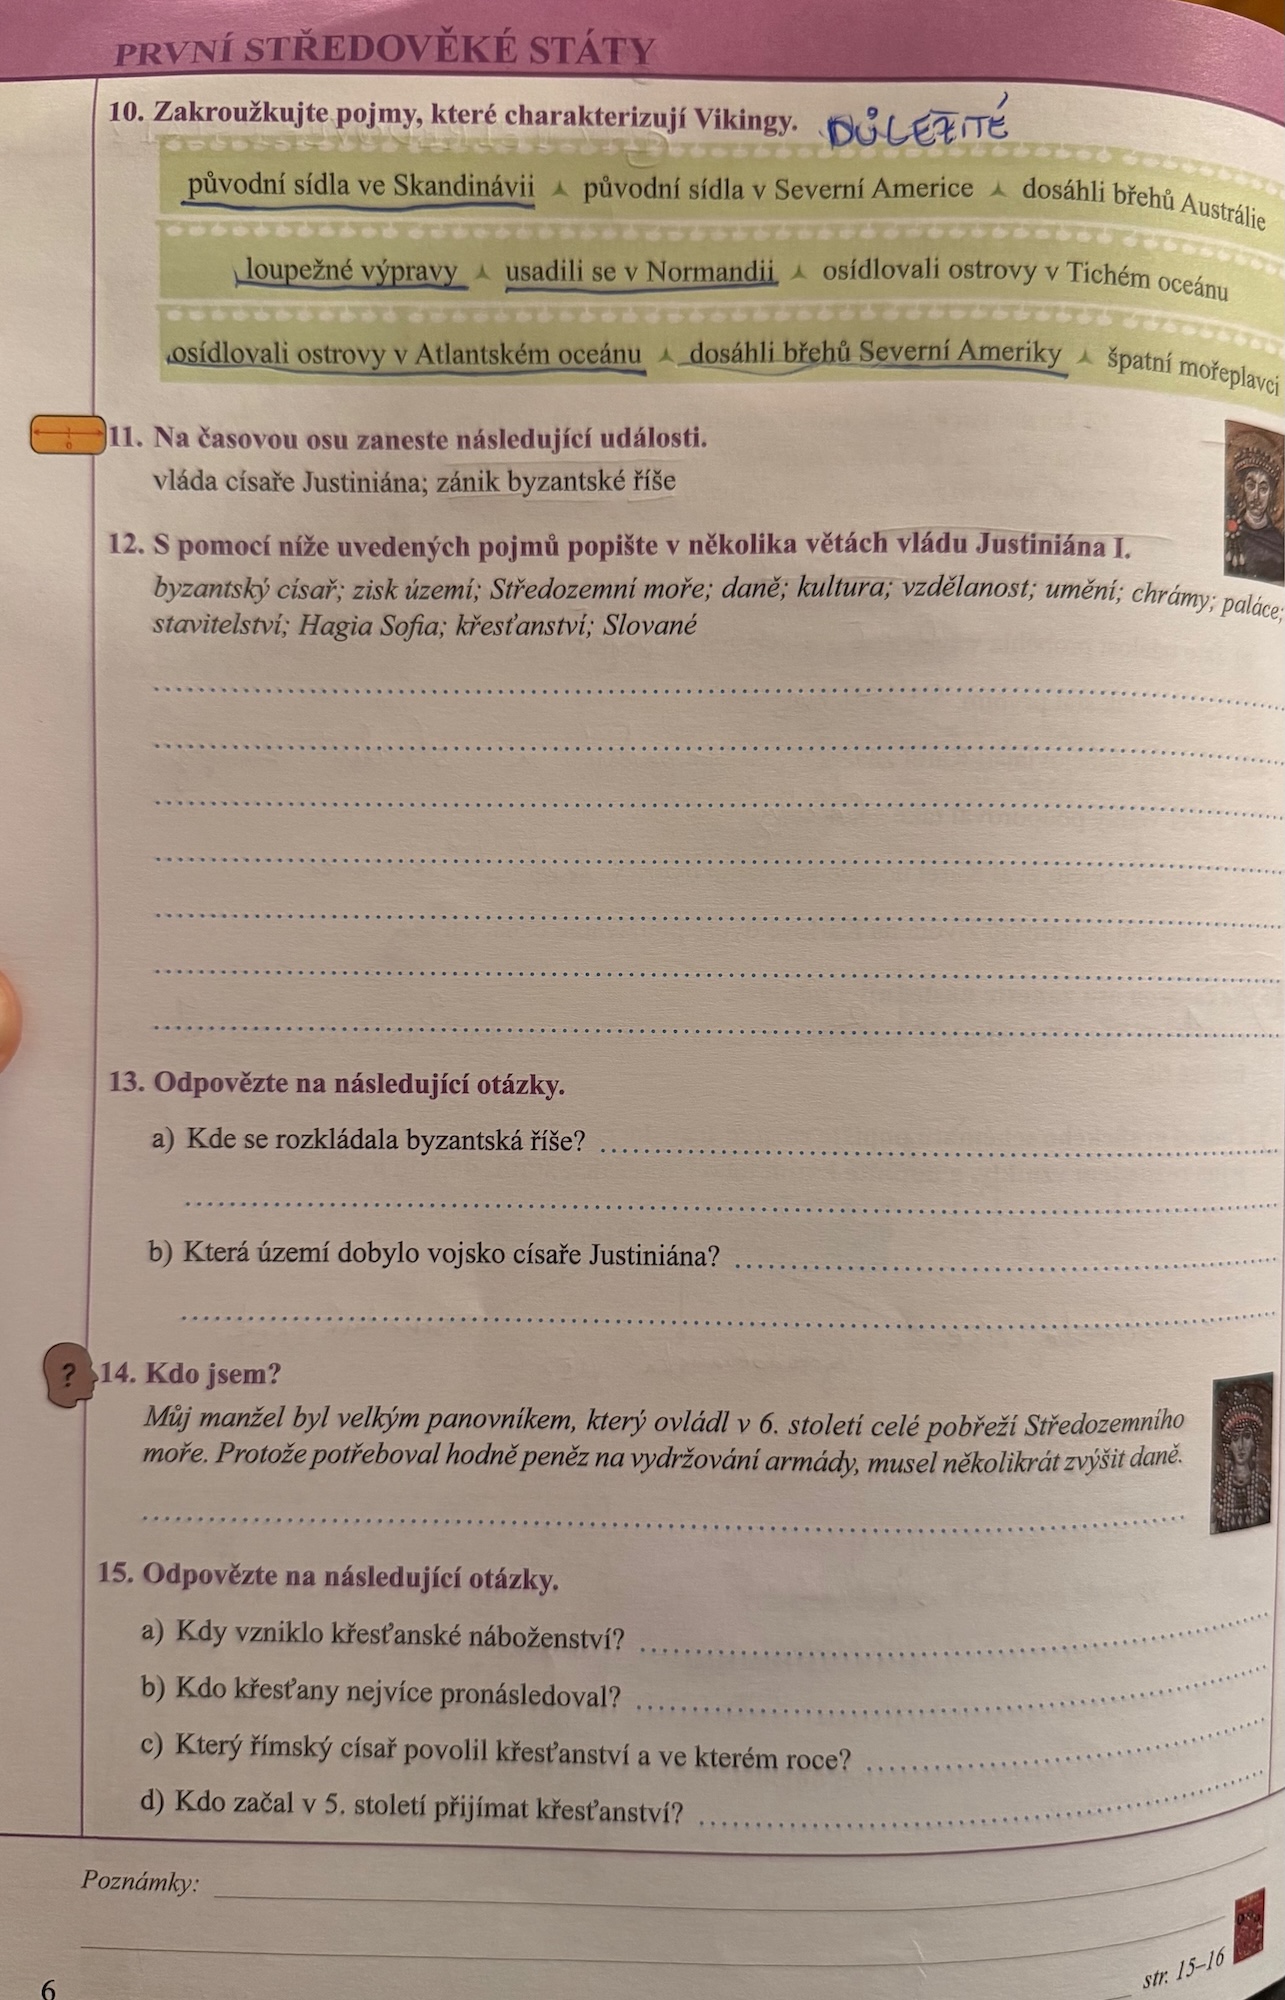 PRVNÍ STŘEDOVĚKÉ STÁTY
10. Zakroužkujte pojmy, které charakterizují Vikingy. DŮLEŽITÉ
původní sídla ve Skandinávii původní sídla v Severní Americe dosáhli břehů Austrálie
loupežné výpravy usadili se v Normandii osídlovali ostrovy v Tichém oceánu
osídlovali ostrovy v Atlantském oceánu dosáhli břehů Severní Ameriky špatní mořeplavci
11. Na časovou osu zaneste následující události.
vláda císaře Justiniána; zánik byzantské říše
12. S pomocí níže uvedených pojmů popište v několika větách vládu Justiniána I.
byzantský císař; zisk území; Středozemní moře; daně; kultura; vzdělanost; umění; chrámy; paláce;
stavitelství; Hagia Sofia; křesťanství; Slované
13. Odpovězte na následující otázky.
a) Kde se rozkládala byzantská říše?
b) Která území dobylo vojsko císaře Justiniána?
? 14. Kdo jsem?
Můj manžel byl velkým panovníkem, který ovládl v 6. století celé pobřeží Středozemního
moře. Protože potřeboval hodně peněz na vydržování armády, musel několikrát zvýšit daně.
15. Odpovězte na následující otázky.
a) Kdy vzniklo křesťanské náboženství?
b) Kdo křesťany nejvíce pronásledoval?
c) Který římský císař povolil křesťanství a ve kterém roce?
d) Kdo začal v 5. století přijímat křesťanství?
Poznámky:
str. 15–16
6